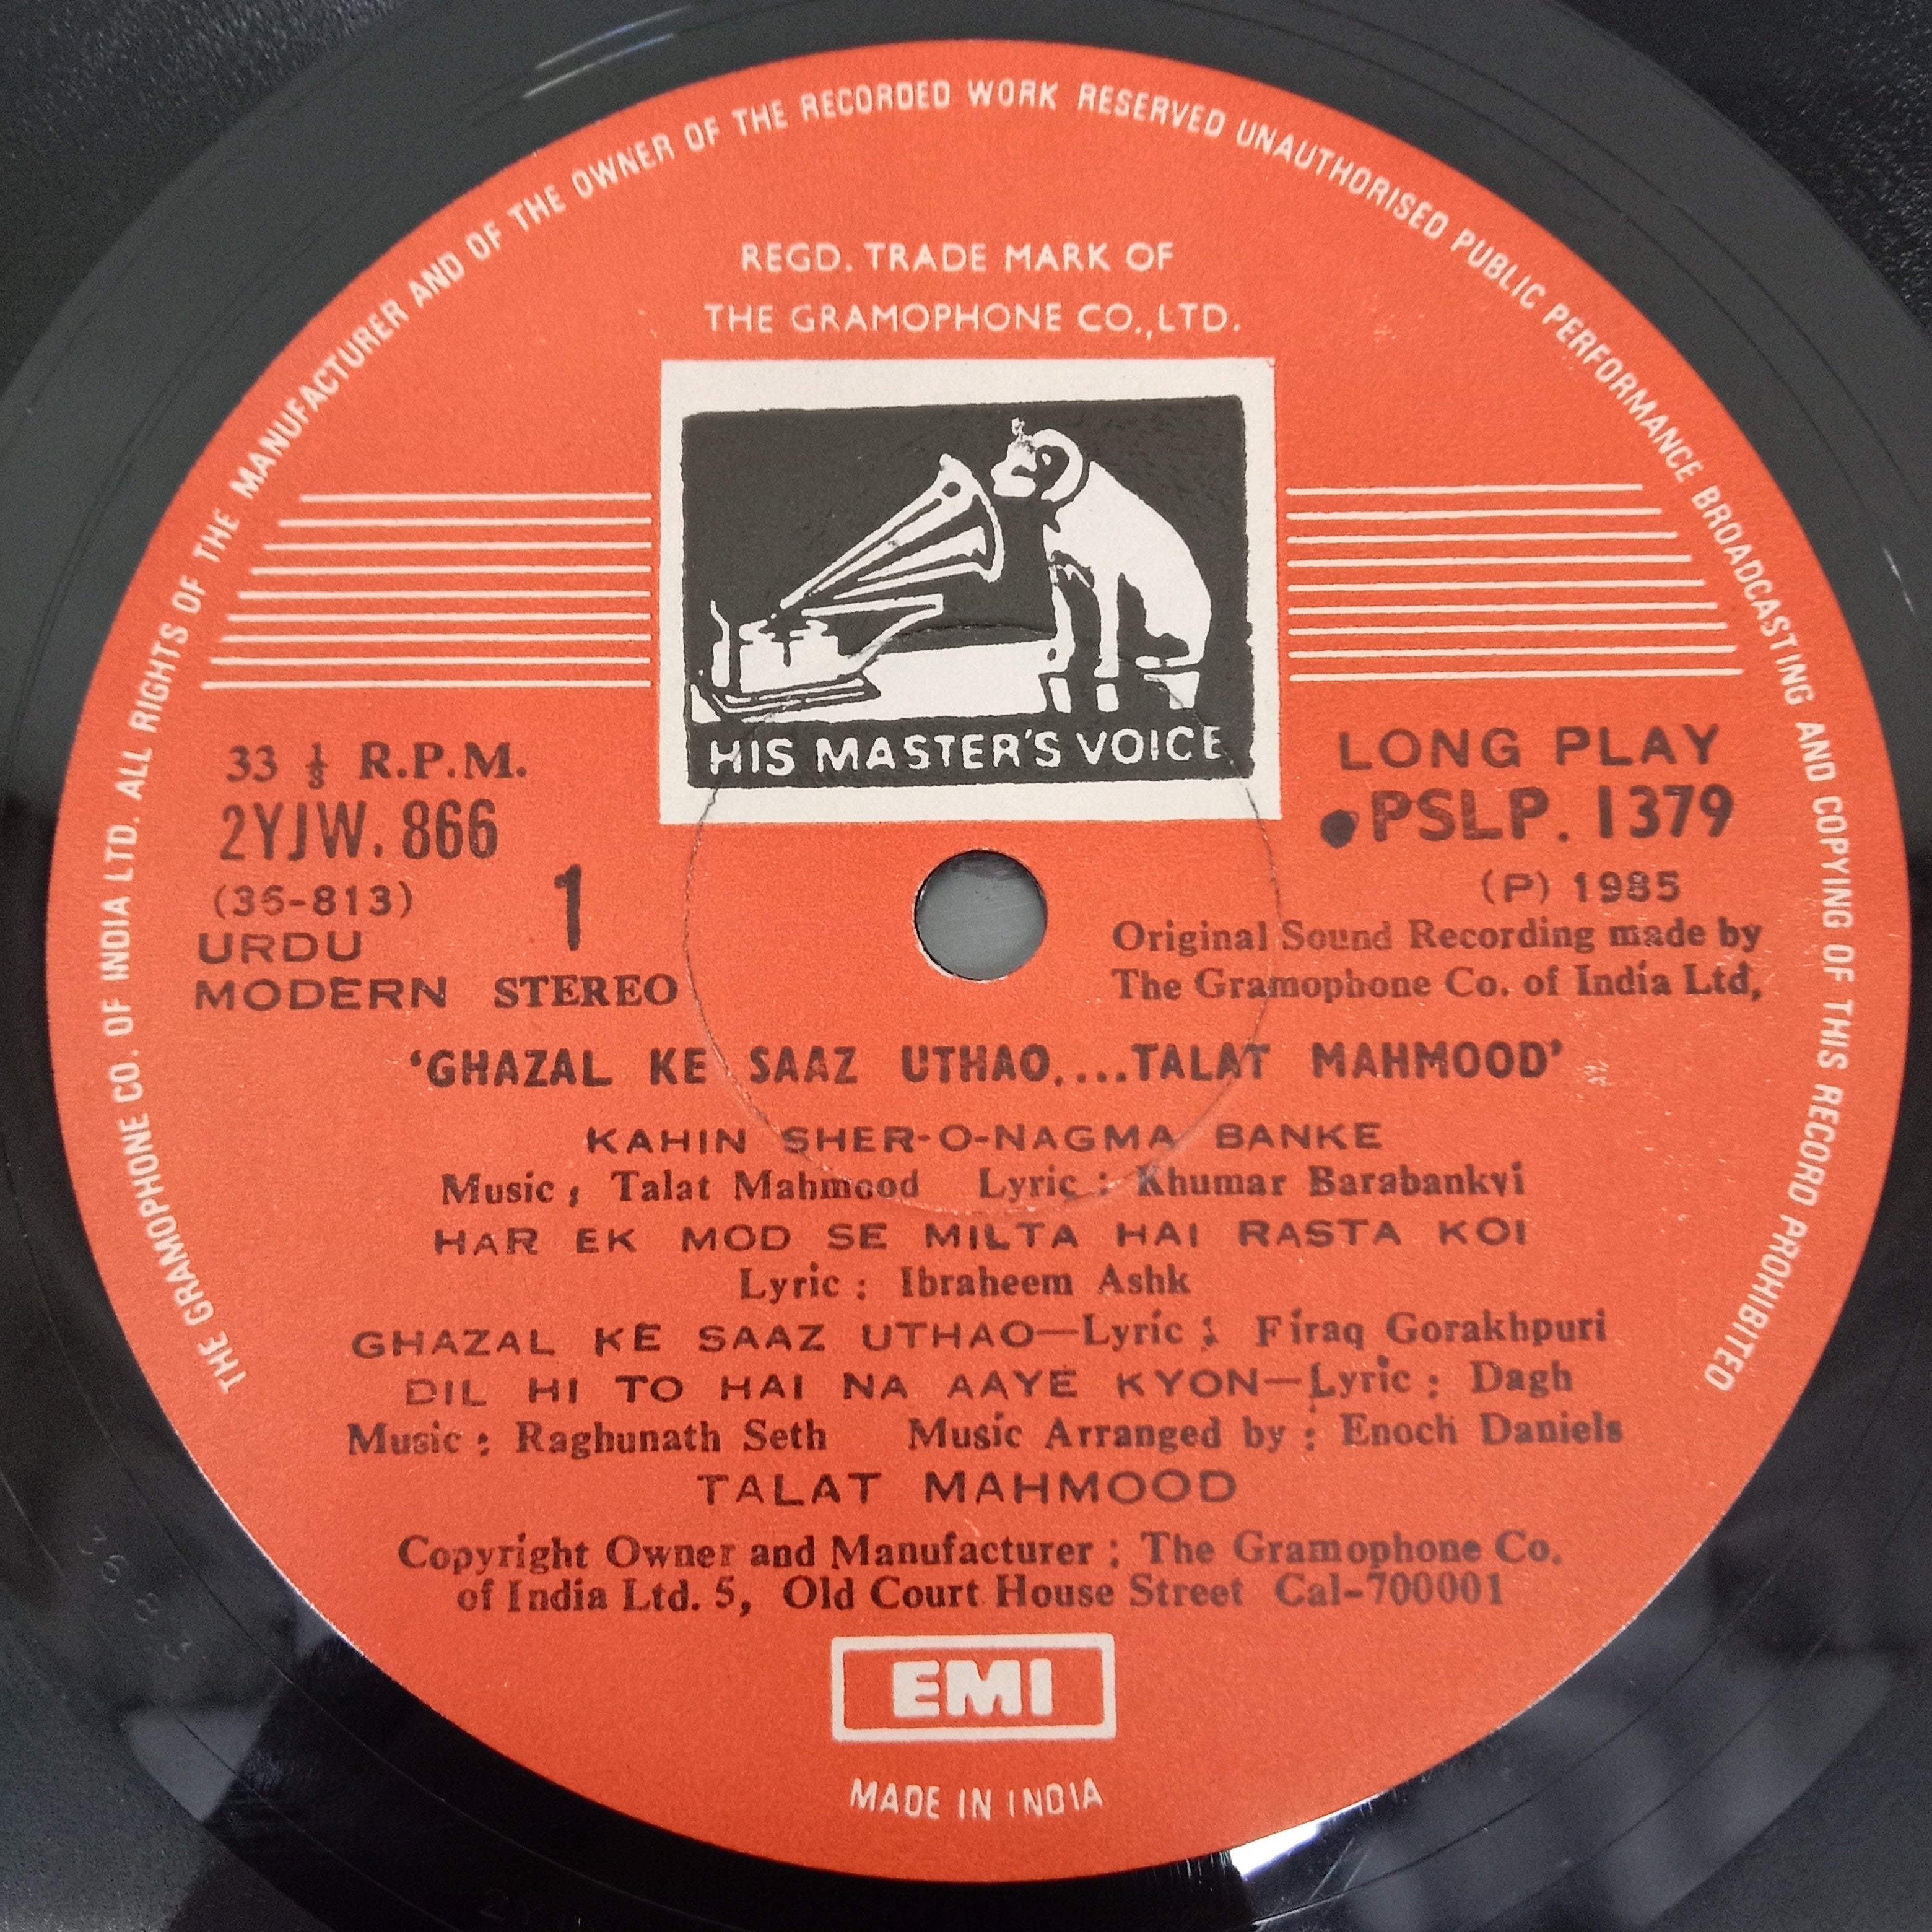 THE GRAMOPHONE CO. OF INDIA LTD. ALL RIGHTS OF THE MANUFACTURER AND OF THE OWNER OF THE RECORDED WORK RESERVED UNAUTHORISED PUBLIC PERFORMANCE BROADCASTING AND COPYING OF THIS RECORD PROHIBITED
REGD. TRADE MARK OF
THE GRAMOPHONE CO., LTD.
HIS MASTER'S VOICE
33 ⅓ R.P.M.
2YJW. 866
(36-813)
URDU
1
MODERN STEREO
LONG PLAY
●PSLP. 1379
(P) 1985
Original Sound Recording made by
The Gramophone Co. of India Ltd,
'GHAZAL KE SAAZ UTHAO....TALAT MAHMOOD'
KAHIN SHER-O-NAGMA BANKE
Music ; Talat Mahmood Lyric : Khumar Barabankvi
HAR EK MOD SE MILTA HAI RASTA KOI
Lyric : Ibraheem Ashk
GHAZAL KE SAAZ UTHAO—Lyric ; Firaq Gorakhpuri
DIL HI TO HAI NA AAYE KYON—Lyric : Dagh
Music : Raghunath Seth Music Arranged by : Enoch Daniels
TALAT MAHMOOD
Copyright Owner and Manufacturer : The Gramophone Co.
of India Ltd. 5, Old Court House Street Cal-700001
EMI
MADE IN INDIA